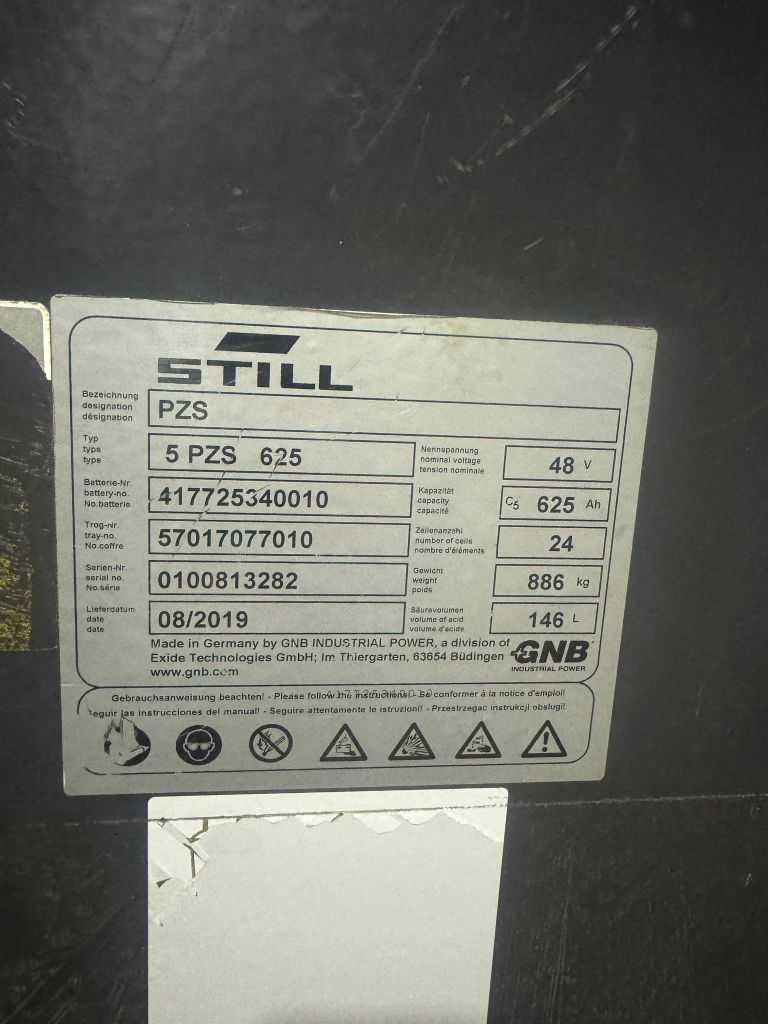 STILL
Bezeichnung
designation
désignation
PZS
Typ
type
type
5 PZS 625
Nennspannung
nominal voltage
tension nominale
48 V
Batterie-Nr.
battery-no.
No.batterie
417725340010
Kapazität
capacity
capacité
C5 625 Ah
Trog-nr.
tray-no.
No.coffre
57017077010
Zellenanzahl
number of cells
nombre d'éléments
24
Serien-Nr.
serial no.
No.série
0100813282
Gewicht
weight
poids
886 kg
Lieferdatum
date
date
08/2019
Säurevolumen
volume of acid
volume d'acide
146 L
Made in Germany by GNB INDUSTRIAL POWER, a division of
Exide Technologies GmbH; Im Thiergarten, 63654 Büdingen
www.gnb.com
GNB
INDUSTRIAL POWER
Gebrauchsanweisung beachten! - Please follow the instructions! - Se conformer à la notice d'emploi!
Seguir las instrucciones del manual! - Seguire attentamente le istruzioni! - Przestrzegac instrukcji obslugi!